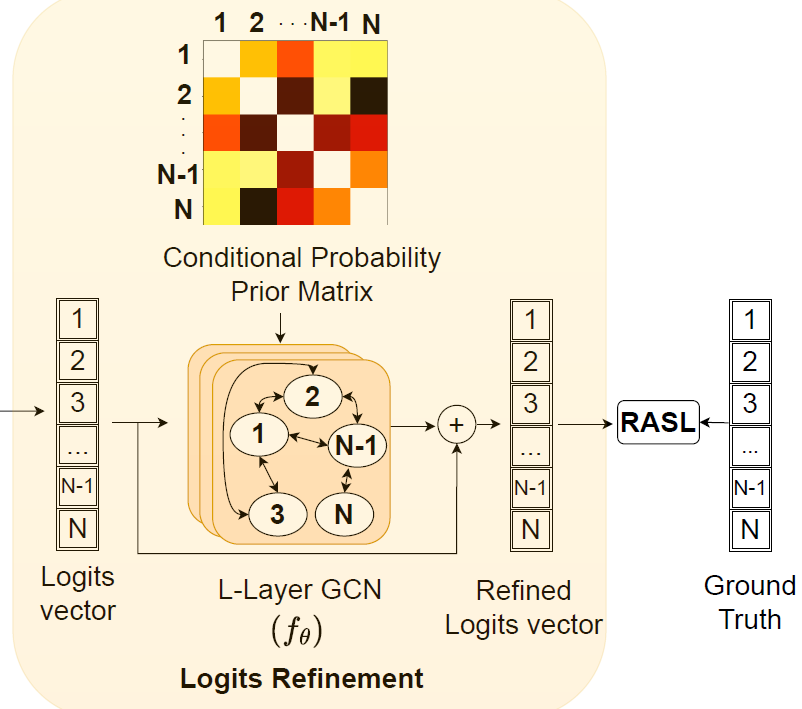 1 2 ...N-1 N
1
2
.
.
.
N-1
N
Conditional Probability
Prior Matrix
1
2
3
...
N-1
N
Logits
vector
2
1
N-1
3
N
L-Layer GCN
(fθ)
+
1
2
3
...
N-1
N
Refined
Logits vector
RASL
1
2
3
...
N-1
N
Ground
Truth
Logits Refinement